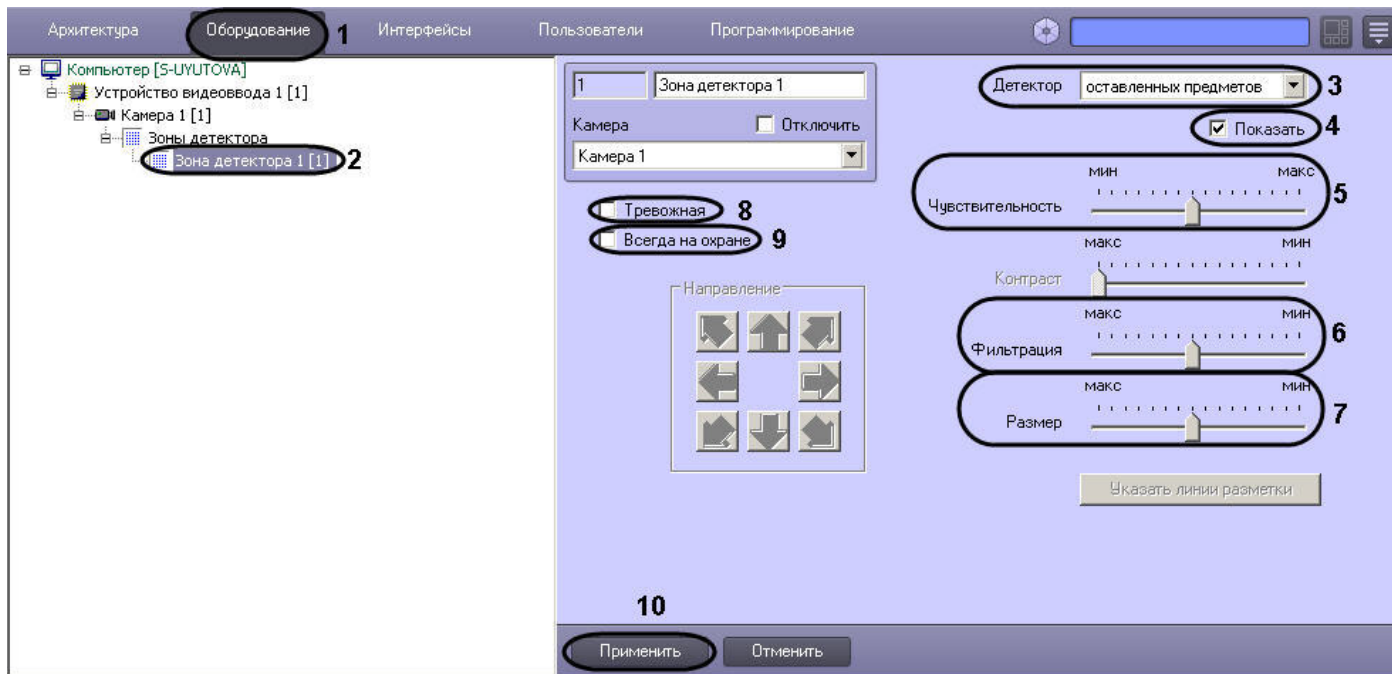 Архитектура Оборудование 1 Интерфейсы Пользователи Программирование
Компьютер [S-UYUTOVA]
Устройство видеоввода 1 [1]
Камера 1 [1]
Зоны детектора
Зона детектора 1 [1] 2
1 Зона детектора 1
Камера Отключить
Камера 1
Тревожная 8
Всегда на охране 9
Направление
Детектор оставленных предметов 3
Показать 4
мин макс
Чувствительность 5
макс мин
Контраст
макс мин
Фильтрация 6
макс мин
Размер 7
Указать линии разметки
10
Применить Отменить